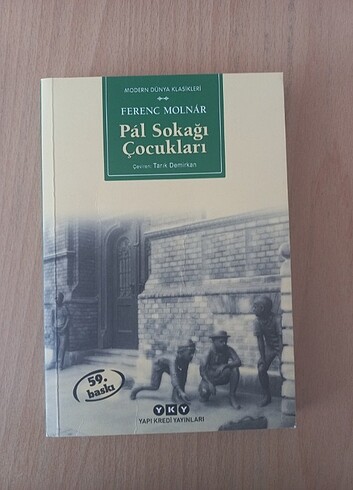 MODERN DÜNYA KLASİKLERİ
FERENC MOLNÁR
Pál Sokağı
Çocukları
Çeviren: Tarık Demirkan
59.
baskı
YKY
YAPI KREDİ YAYINLARI